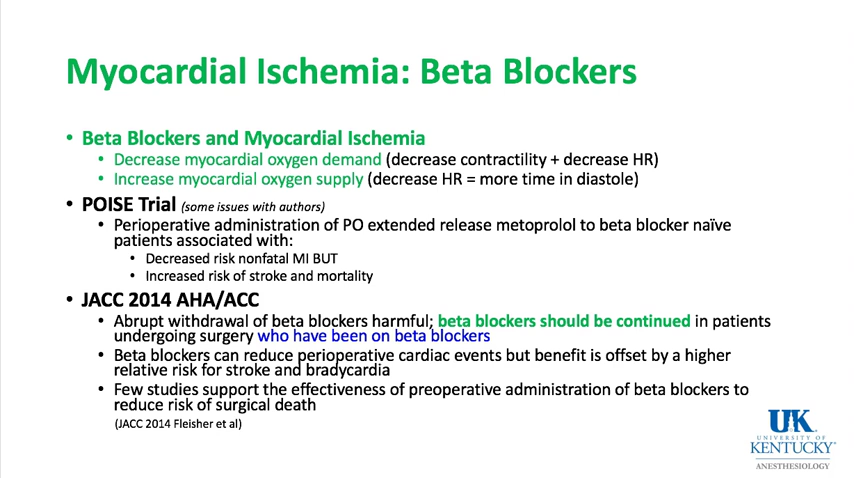 Myocardial Ischemia: Beta Blockers
• Beta Blockers and Myocardial Ischemia
• Decrease myocardial oxygen demand (decrease contractility + decrease HR)
• Increase myocardial oxygen supply (decrease HR = more time in diastole)
• POISE Trial (some issues with authors)
• Perioperative administration of PO extended release metoprolol to beta blocker naïve
patients associated with:
• Decreased risk nonfatal MI BUT
• Increased risk of stroke and mortality
• JACC 2014 AHA/ACC
• Abrupt withdrawal of beta blockers harmful; beta blockers should be continued in patients
undergoing surgery who have been on beta blockers
• Beta blockers can reduce perioperative cardiac events but benefit is offset by a higher
relative risk for stroke and bradycardia
• Few studies support the effectiveness of preoperative administration of beta blockers to
reduce risk of surgical death
(JACC 2014 Fleisher et al)
UK
UNIVERSITY OF
KENTUCKY
ANESTHESIOLOGY